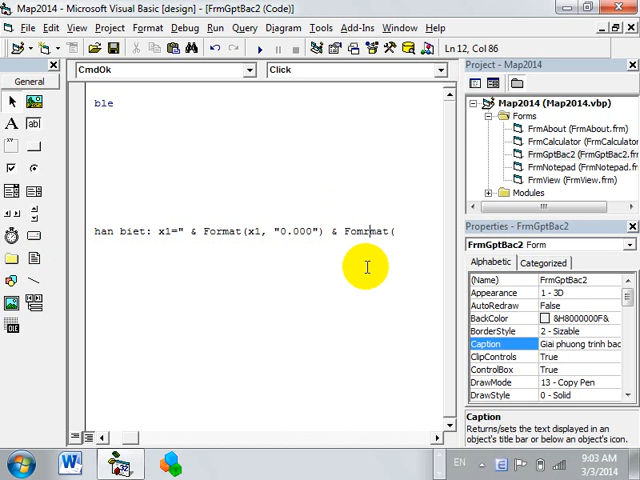 Map2014 - Microsoft Visual Basic [design] - [FrmGptBac2 (Code)]
File Edit View Project Format Debug Run Query Diagram Tools Add-Ins Window Help
Ln 12, Col 86
General
CmdOk Click
ble
han biet: x1=" & Format(x1, "0.000") & Fomrmat(
Project - Map2014
Map2014 (Map2014.vbp)
Forms
FrmAbout (FrmAbout.frm)
FrmCalculator (FrmCalculator
FrmGptBac2 (FrmGptBac2.frm
FrmNotepad (FrmNotepad.frm
FrmView (FrmView.frm)
Modules
Properties - FrmGptBac2
FrmGptBac2 Form
Alphabetic Categorized
(Name) FrmGptBac2
Appearance 1 - 3D
AutoRedraw False
BackColor &H8000000F&
BorderStyle 2 - Sizable
Caption Giai phuong trinh bac
ClipControls True
ControlBox True
DrawMode 13 - Copy Pen
DrawStyle 0 - Solid
Caption
Returns/sets the text displayed in an object's title bar or below an object's icon.
EN
9:03 AM
3/3/2014